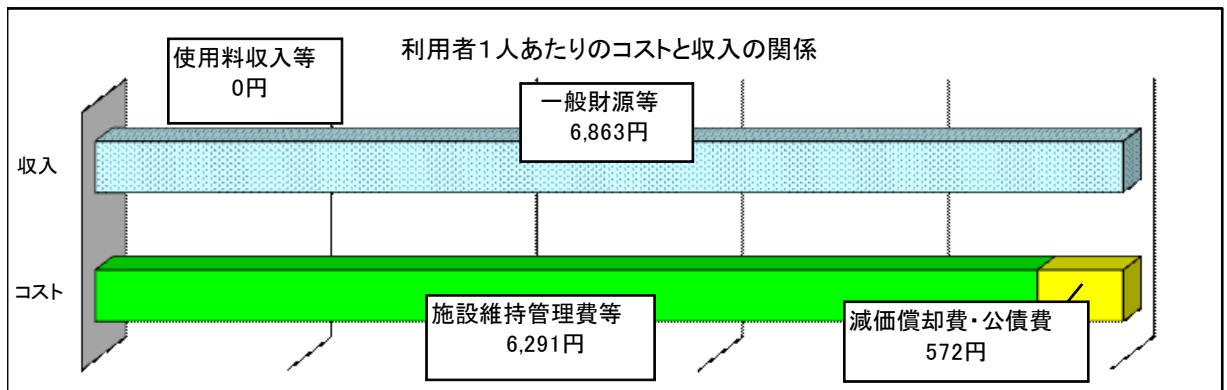 利用者１人あたりのコストと収入の関係
使用料収入等
0円
一般財源等
6,863円
収入
コスト
施設維持管理費等
6,291円
減価償却費・公債費
572円